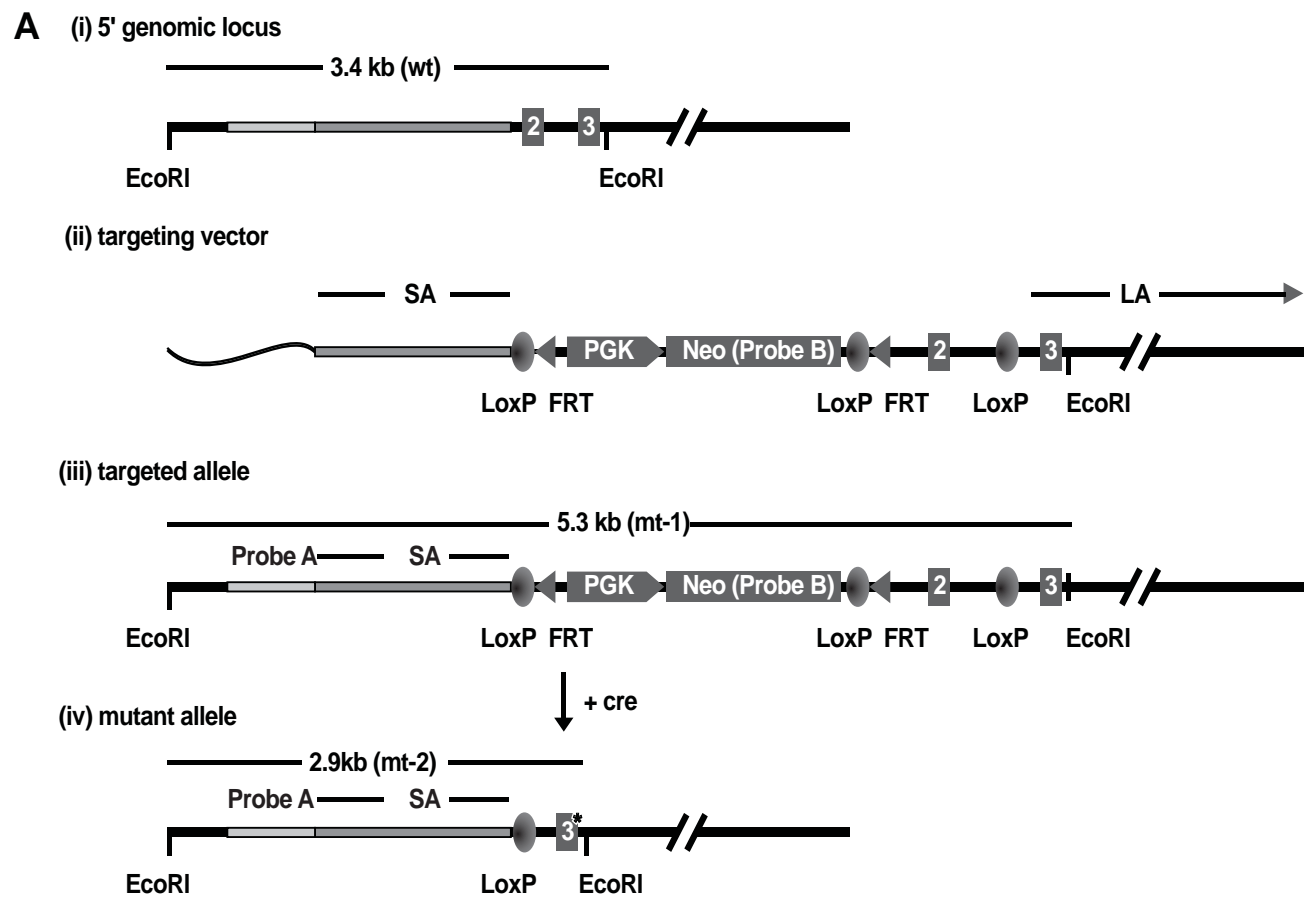 A (i) 5' genomic locus
3.4 kb (wt)
2 3
EcoRI EcoRI
(ii) targeting vector
SA LA
PGK Neo (Probe B) 2 3
LoxP FRT LoxP FRT LoxP EcoRI
(iii) targeted allele
5.3 kb (mt-1)
Probe A SA
PGK Neo (Probe B) 2 3
EcoRI LoxP FRT LoxP FRT LoxP EcoRI
+ cre
(iv) mutant allele
2.9kb (mt-2)
Probe A SA
3*
EcoRI LoxP EcoRI